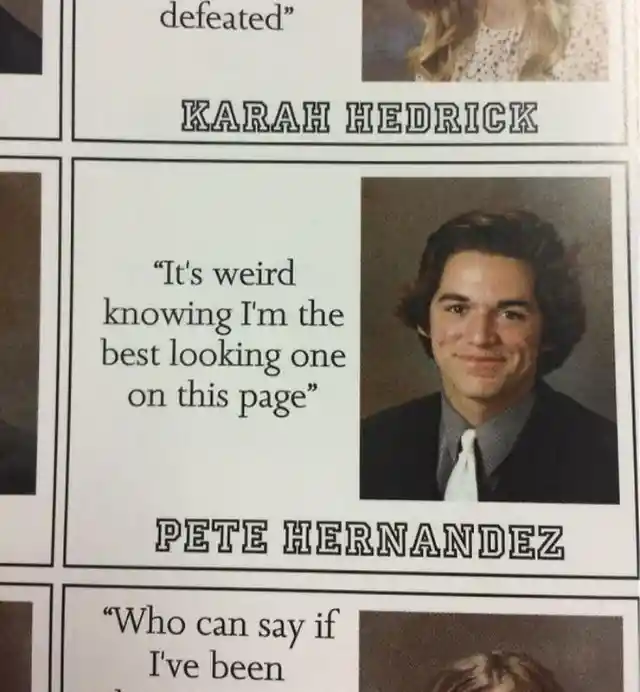 defeated”
KARAH HEDRICK
“It's weird
knowing I'm the
best looking one
on this page”
PETE HERNANDEZ
“Who can say if
I've been